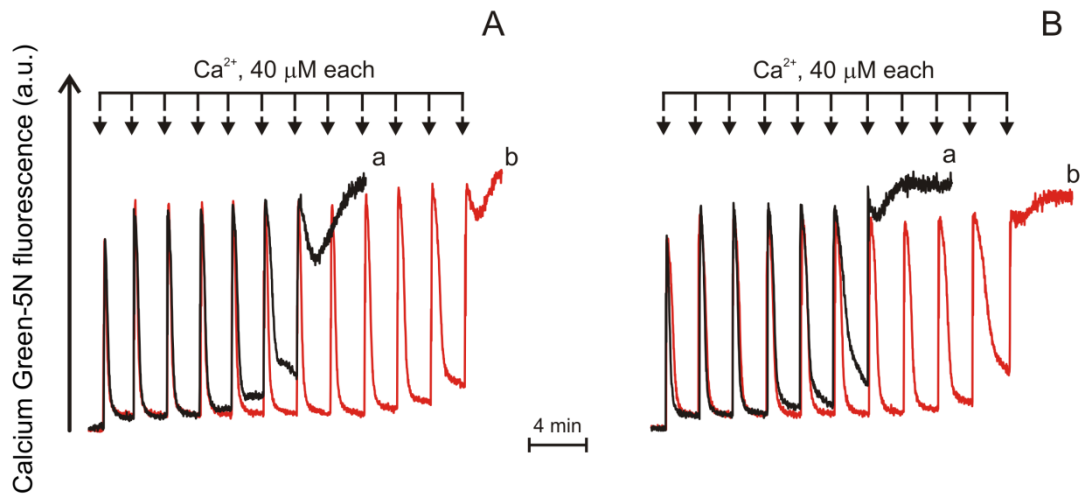 A
B
Calcium Green-5N fluorescence (a.u.)
Ca²⁺, 40 µM each
Ca²⁺, 40 µM each
a
b
a
b
4 min